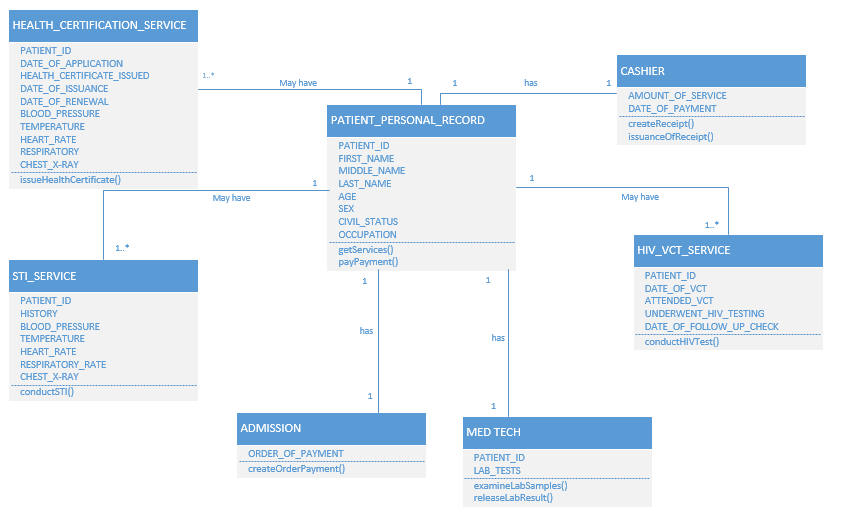 HEALTH_CERTIFICATION_SERVICE
PATIENT_ID
DATE_OF_APPLICATION
HEALTH_CERTIFICATE_ISSUED
DATE_OF_ISSUANCE
DATE_OF_RENEWAL
BLOOD_PRESSURE
TEMPERATURE
HEART_RATE
RESPIRATORY
CHEST_X-RAY
issueHealthCertificate()
1..*
May have
1
1
has
1
CASHIER
AMOUNT_OF_SERVICE
DATE_OF_PAYMENT
createReceipt()
issuanceOfReceipt()
PATIENT_PERSONAL_RECORD
PATIENT_ID
FIRST_NAME
MIDDLE_NAME
LAST_NAME
AGE
SEX
CIVIL_STATUS
OCCUPATION
getServices()
payPayment()
1
May have
1..*
1
May have
1..*
STI_SERVICE
PATIENT_ID
HISTORY
BLOOD_PRESSURE
TEMPERATURE
HEART_RATE
RESPIRATORY_RATE
CHEST_X-RAY
conductSTI()
HIV_VCT_SERVICE
PATIENT_ID
DATE_OF_VCT
ATTENDED_VCT
UNDERWENT_HIV_TESTING
DATE_OF_FOLLOW_UP_CHECK
conductHIVTest()
1
has
1
1
has
1
ADMISSION
ORDER_OF_PAYMENT
createOrderPayment()
MED TECH
PATIENT_ID
LAB_TESTS
examineLabSamples()
releaseLabResult()